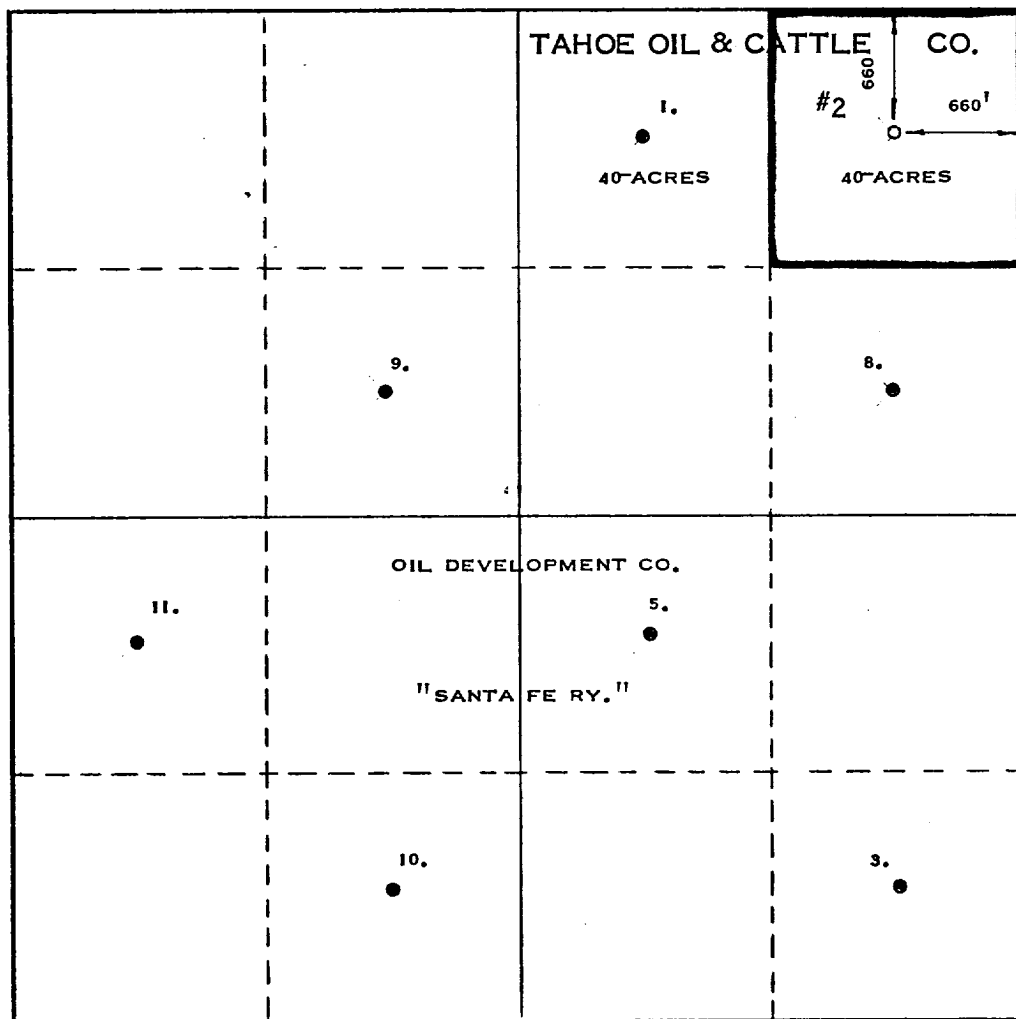 TAHOE OIL & CATTLE CO.
660
660'
#2
1.
40-ACRES
40-ACRES
9.
8.
OIL DEVELOPMENT CO.
11.
5.
"SANTA FE RY."
10.
3.